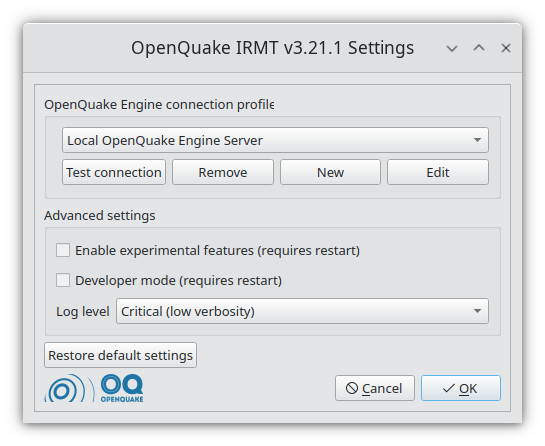 OpenQuake IRMT v3.21.1 Settings
OpenQuake Engine connection profile
Local OpenQuake Engine Server
Test connection Remove New Edit
Advanced settings
Enable experimental features (requires restart)
Developer mode (requires restart)
Log level Critical (low verbosity)
Restore default settings
OQ
OPENQUAKE
Cancel OK